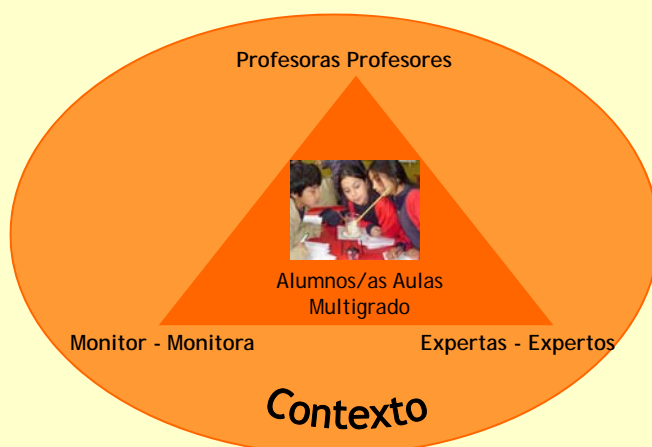 Profesoras Profesores
Alumnos/as Aulas
Multigrado
Monitor - Monitora
Expertas - Expertos
Contexto